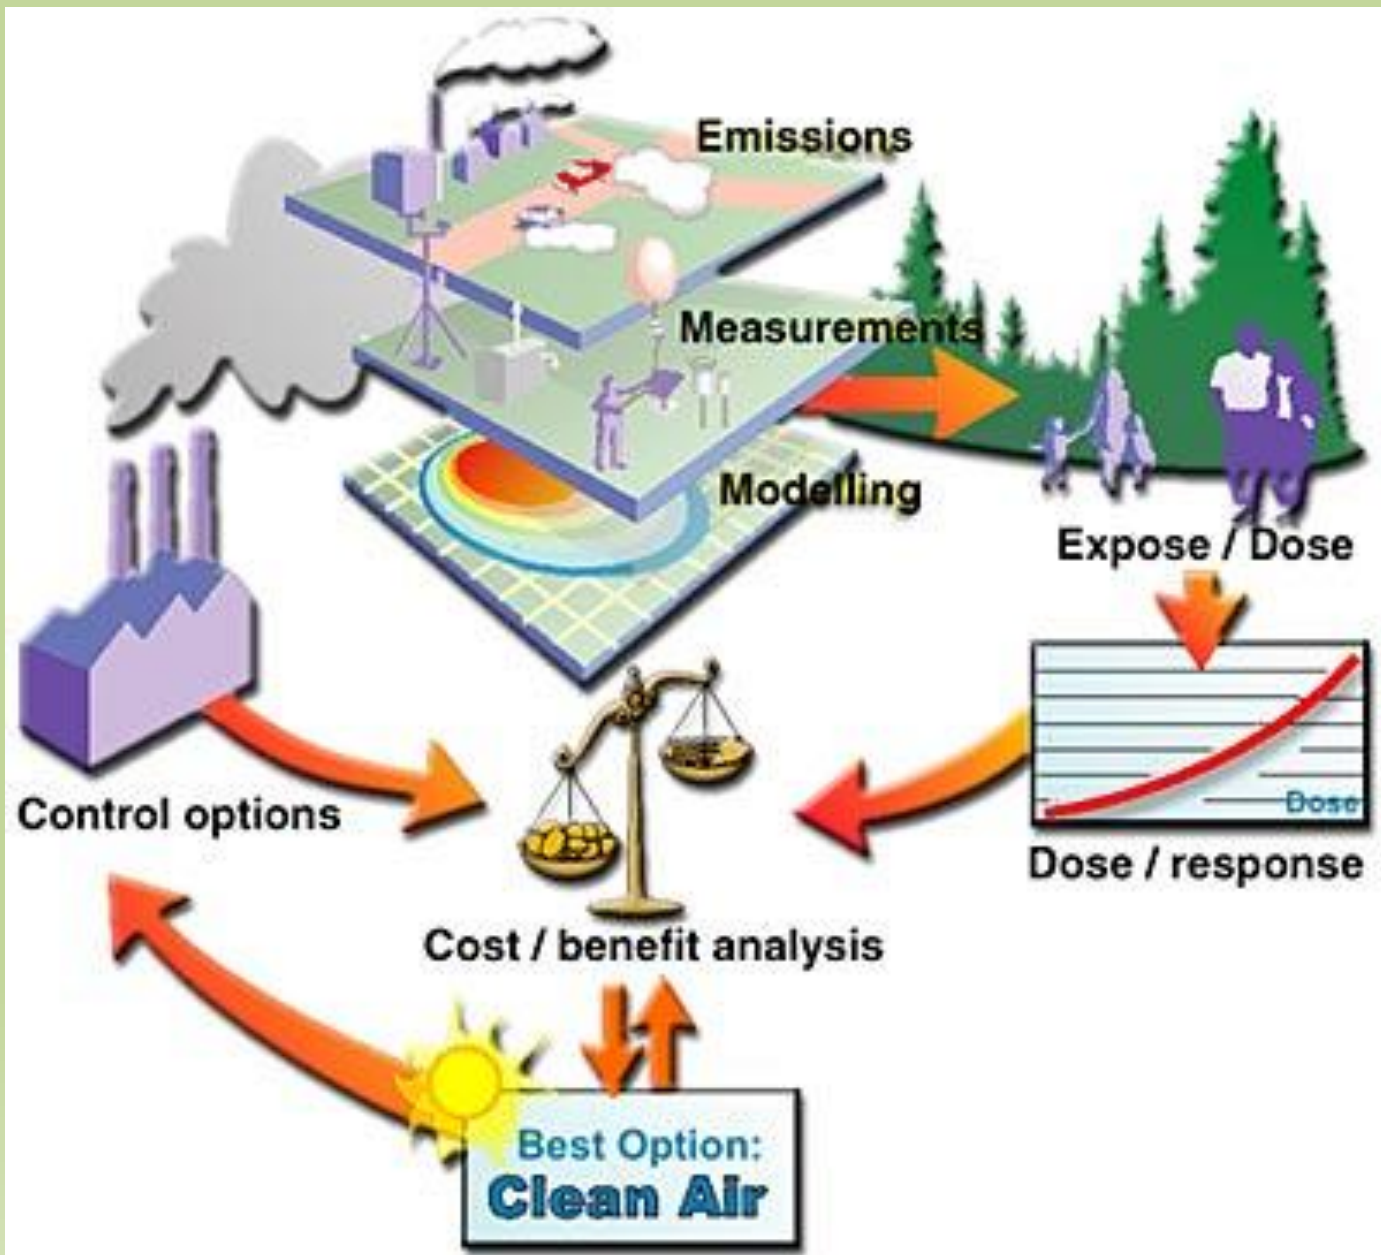 Emissions
Measurements
Modelling
Expose / Dose
Dose
Dose / response
Control options
Cost / benefit analysis
Best Option:
Clean Air